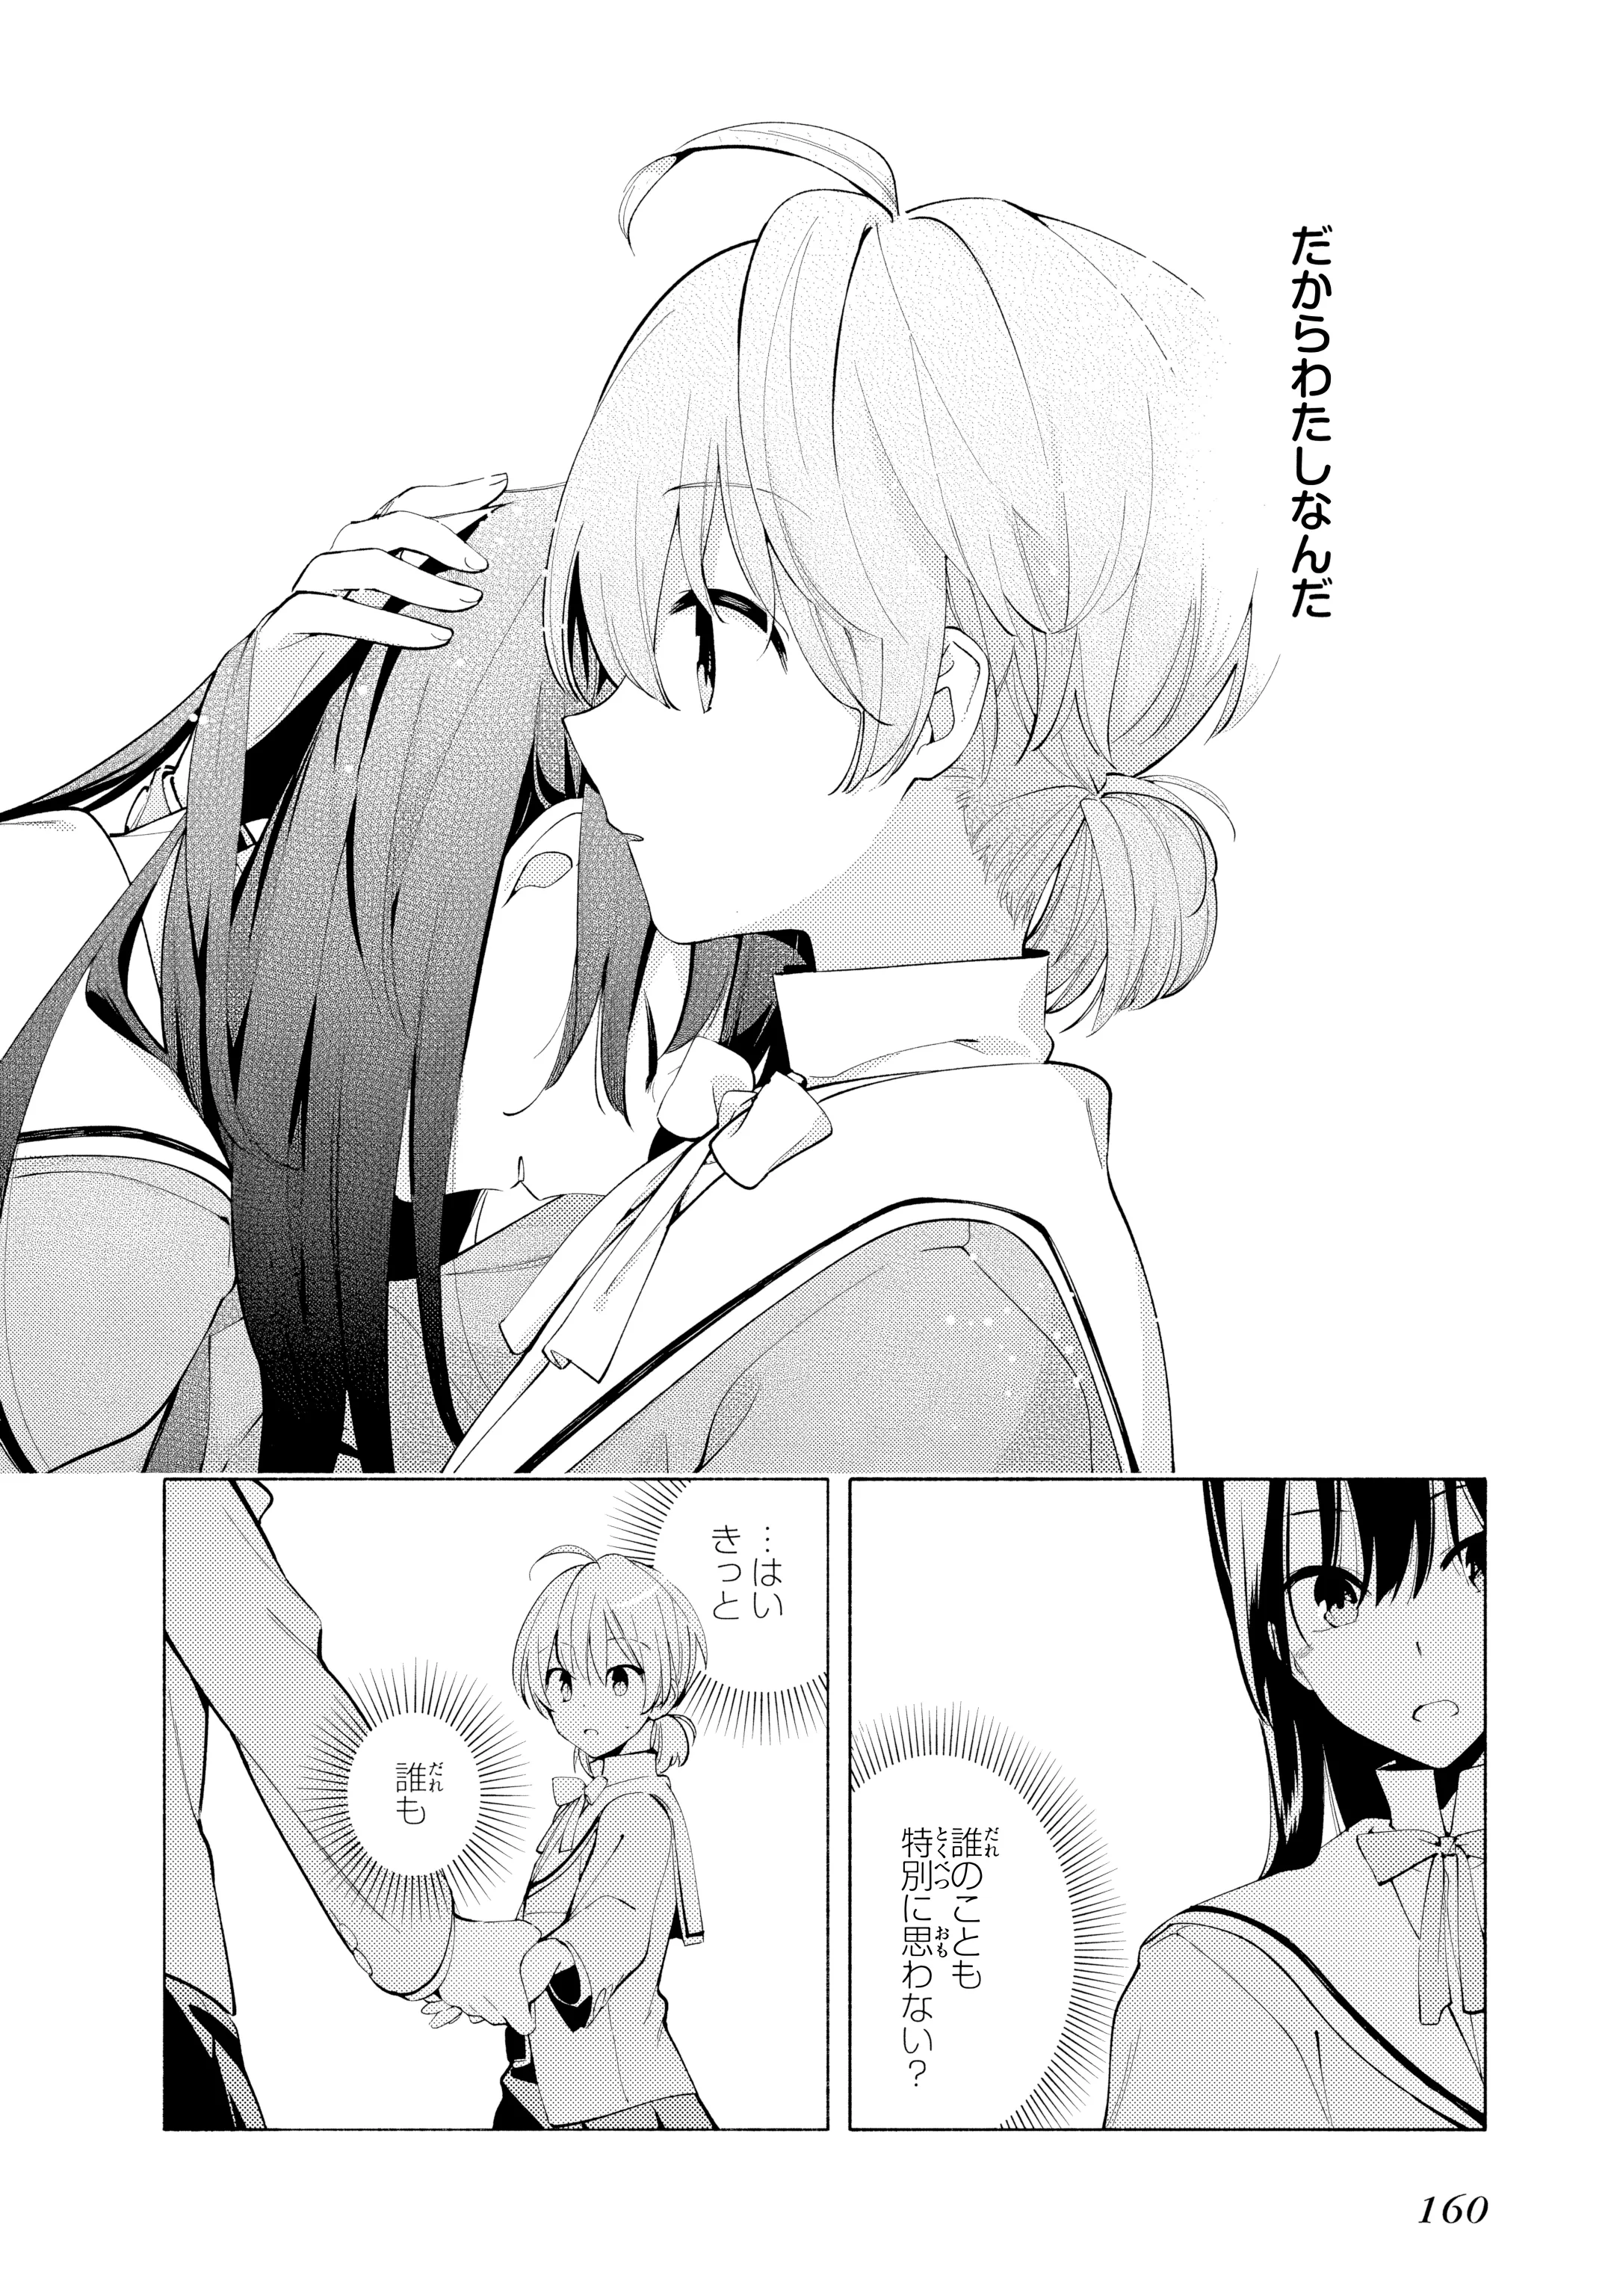 だからわたしなんだ
誰のことも
特別に思わない?
…はい
きっと
誰も
160